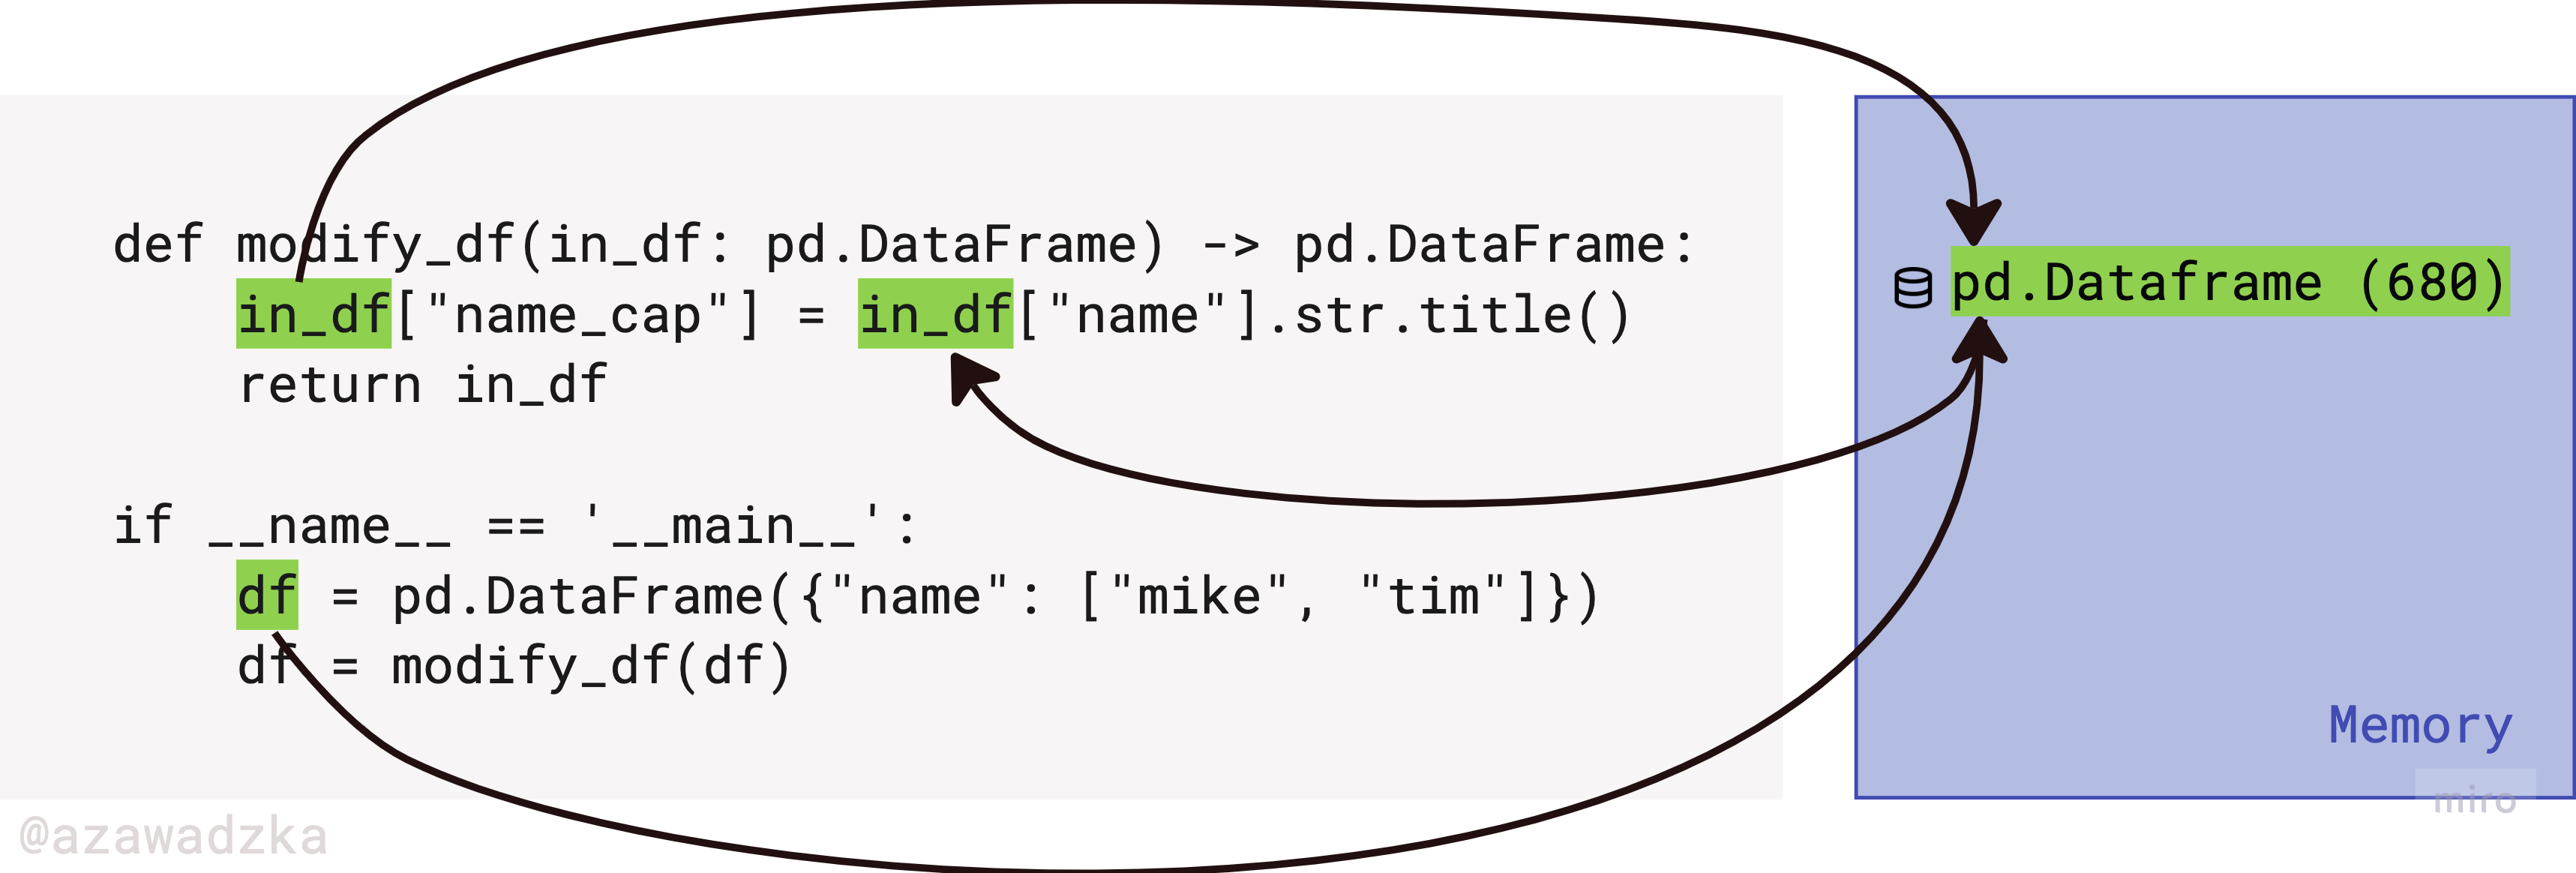 def modify_df(in_df: pd.DataFrame) -> pd.DataFrame:
    in_df["name_cap"] = in_df["name"].str.title()
    return in_df
if __name__ == '__main__':
    df = pd.DataFrame({"name": ["mike", "tim"]})
    df = modify_df(df)
pd.Dataframe (680)
Memory
miro
@azawadzka